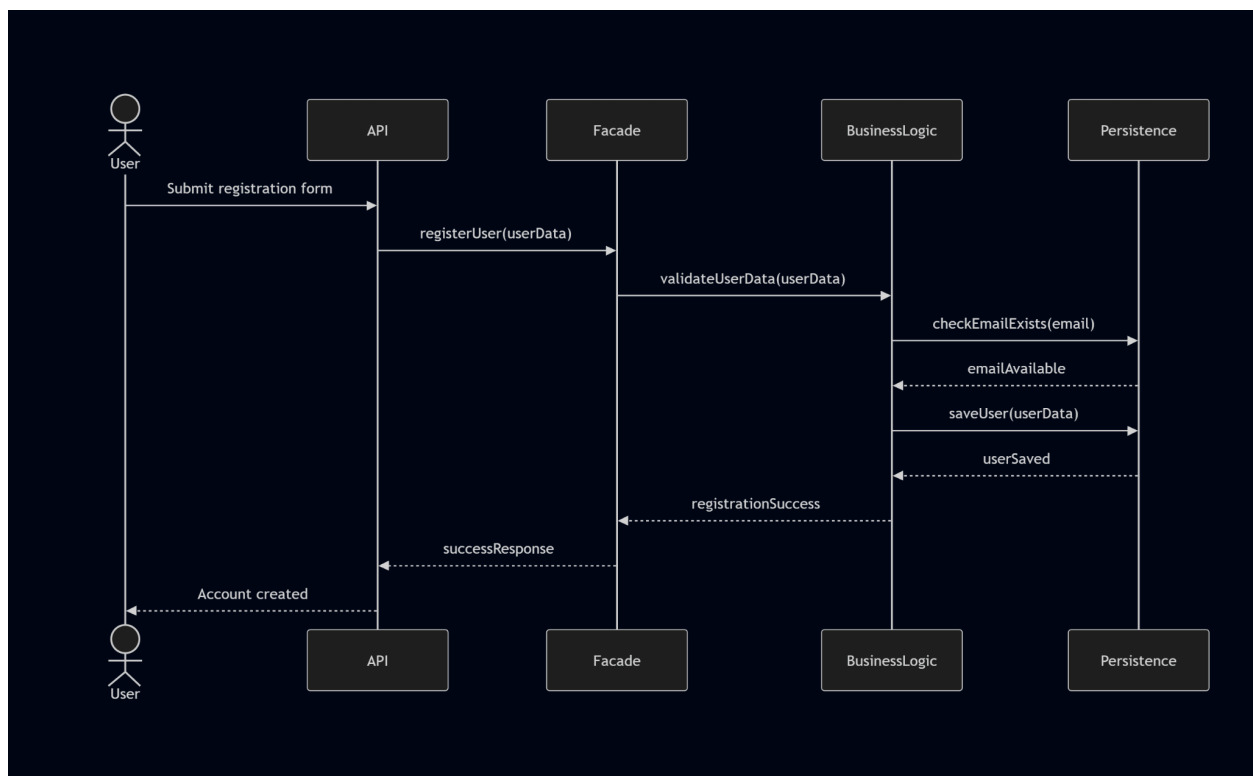 User
API
Facade
BusinessLogic
Persistence
Submit registration form
registerUser(userData)
validateUserData(userData)
checkEmailExists(email)
emailAvailable
saveUser(userData)
userSaved
registrationSuccess
successResponse
Account created
User
API
Facade
BusinessLogic
Persistence